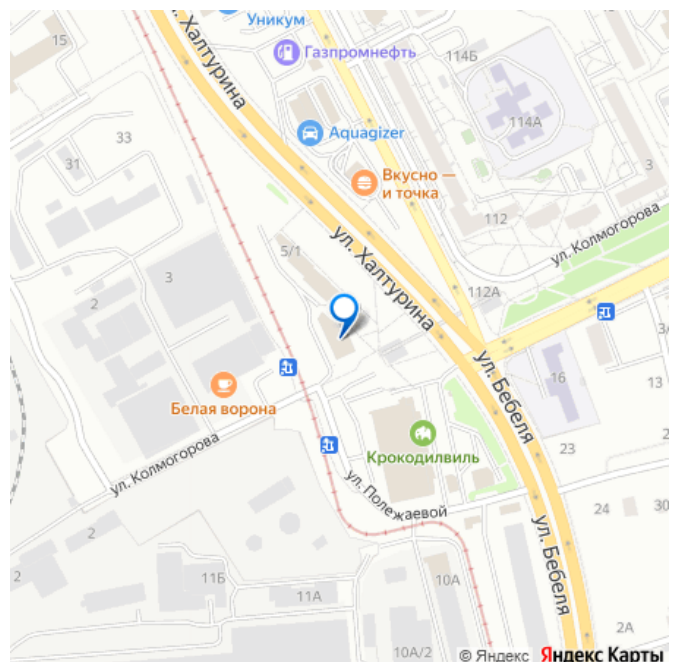 Уникум
15
ул. Халтурина
Газпромнефть
114Б
114А
Aquagizer
33
31
3
Вкусно —
и точка
112
ул. Колмогорова
5/1
ул. Халтурина
3
2
112А
3/
ул. Бебеля
16
13
Белая ворона
Крокодилвиль
2
23
ул. Колмогорова
ул. Полежаевой
24
30
2
ул. Бебеля
2
11Б
11А
10А
2А
10А/2
© Яндекс Яндекс Карты